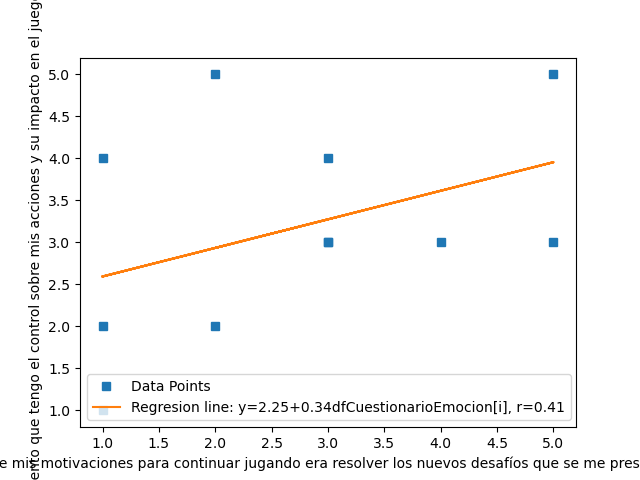 5.0
4.5
4.0
3.5
3.0
2.5
2.0
1.5
1.0
ento que tengo el control sobre mis acciones y su impacto en el jueg
Data Points
Regresion line: y=2.25+0.34dfCuestionarioEmocion[i], r=0.41
1.0 1.5 2.0 2.5 3.0 3.5 4.0 4.5 5.0
e mis motivaciones para continuar jugando era resolver los nuevos desafíos que se me pres